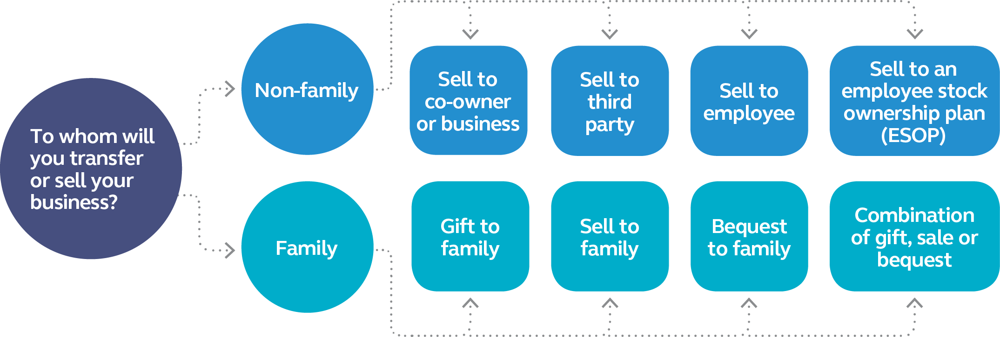 To whom will
you transfer
or sell your
business?
Non-family
Sell to
co-owner
or business
Sell to
third
party
Sell to
employee
Sell to an
employee stock
ownership plan
(ESOP)
Family
Gift to
family
Sell to
family
Bequest
to family
Combination
of gift, sale or
bequest